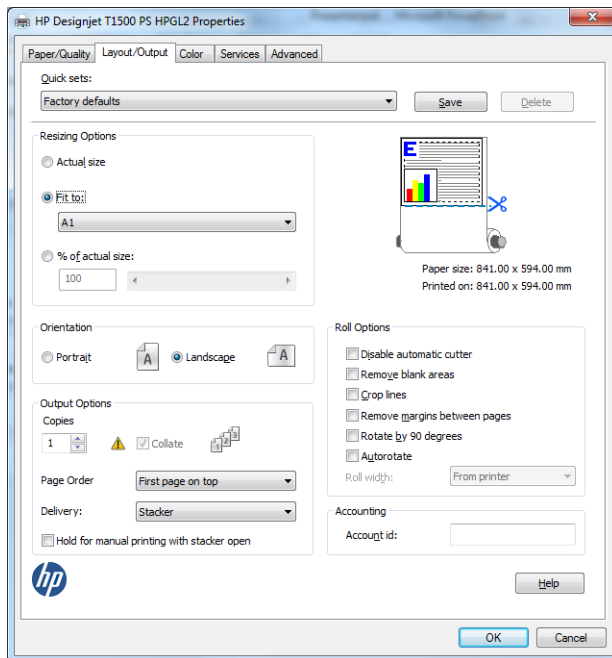 HP Designjet T1500 PS HPGL2 Properties
Paper/Quality Layout/Output Color Services Advanced
Quick sets:
Factory defaults Save Delete
Resizing Options
Actual size
Fit to:
A1
% of actual size:
100
E
Paper size: 841.00 x 594.00 mm
Printed on: 841.00 x 594.00 mm
Orientation
Portrait A Landscape A
Output Options
Copies
1 Collate 1 2 3
Page Order First page on top
Delivery: Stacker
Hold for manual printing with stacker open
Roll Options
Disable automatic cutter
Remove blank areas
Crop lines
Remove margins between pages
Rotate by 90 degrees
Autorotate
Roll width: From printer
Accounting
Account id:
hp
Help
OK Cancel